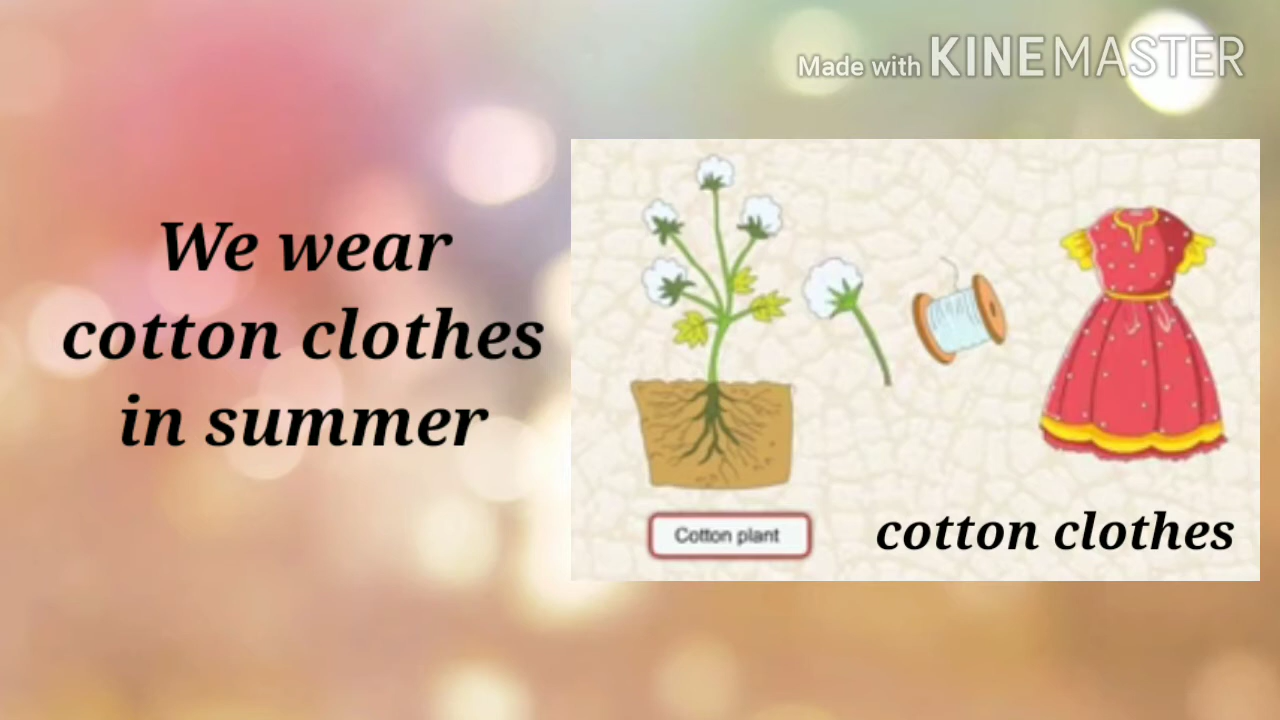 Made with KINEMASTER
We wear
cotton clothes
in summer
Cotton plant
cotton clothes